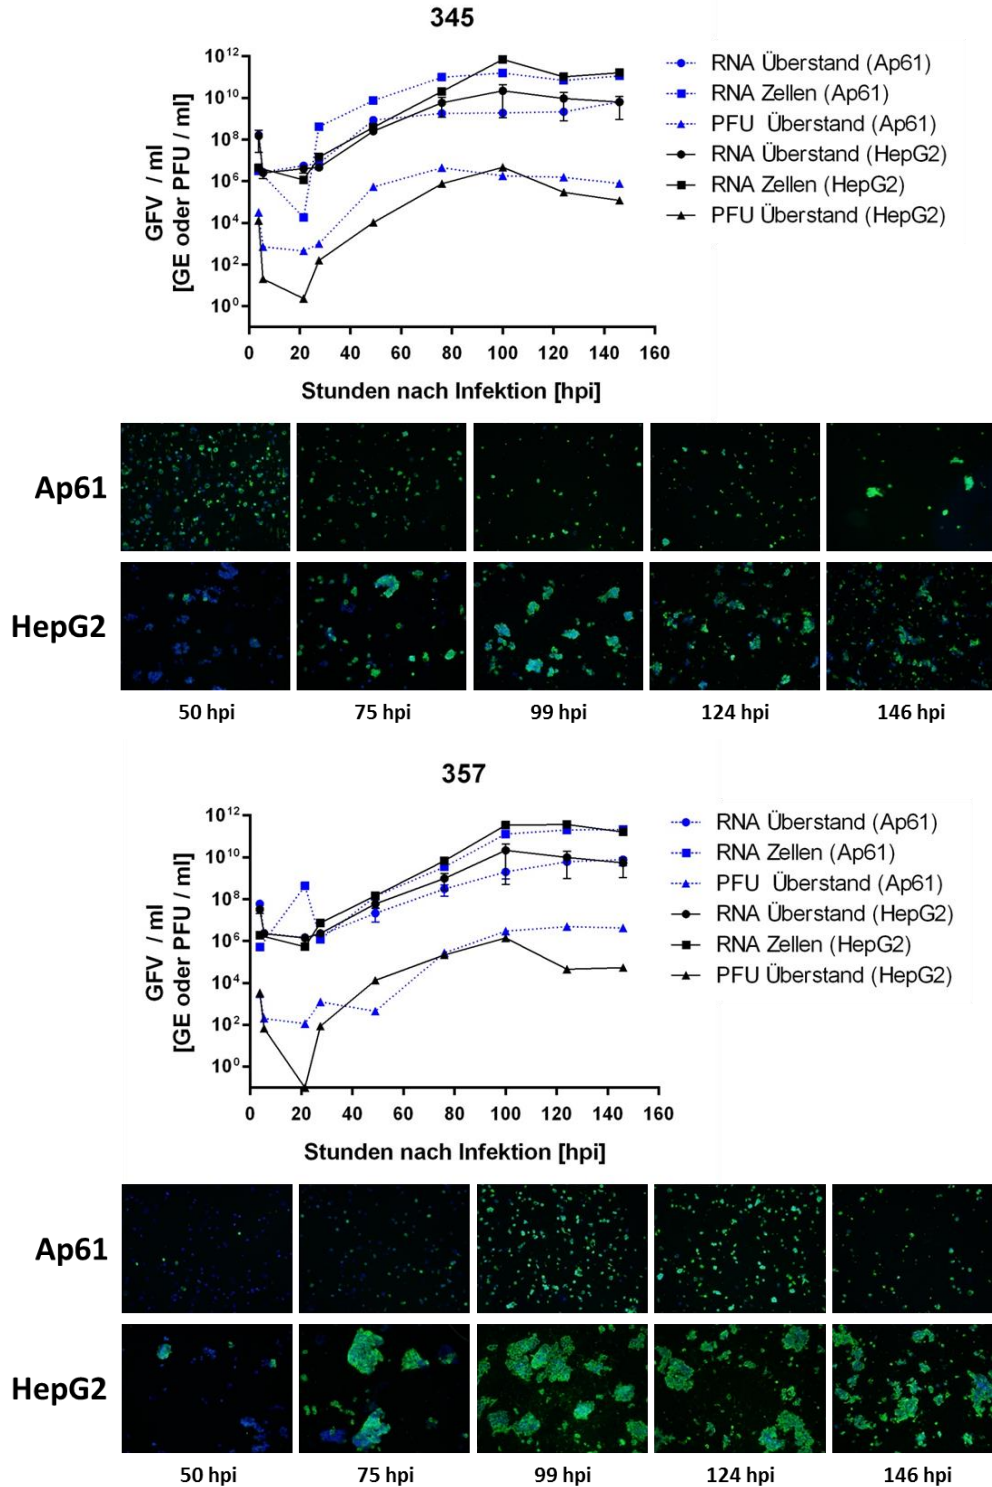 345
10¹²
10¹⁰
10⁸
10⁶
10⁴
10²
10⁰
GFV / ml
[GE oder PFU / ml]
0 20 40 60 80 100 120 140 160
Stunden nach Infektion [hpi]
RNA Überstand (Ap61)
RNA Zellen (Ap61)
PFU Überstand (Ap61)
RNA Überstand (HepG2)
RNA Zellen (HepG2)
PFU Überstand (HepG2)
Ap61
HepG2
50 hpi 75 hpi 99 hpi 124 hpi 146 hpi
357
10¹²
10¹⁰
10⁸
10⁶
10⁴
10²
10⁰
GFV / ml
[GE oder PFU / ml]
0 20 40 60 80 100 120 140 160
Stunden nach Infektion [hpi]
RNA Überstand (Ap61)
RNA Zellen (Ap61)
PFU Überstand (Ap61)
RNA Überstand (HepG2)
RNA Zellen (HepG2)
PFU Überstand (HepG2)
Ap61
HepG2
50 hpi 75 hpi 99 hpi 124 hpi 146 hpi